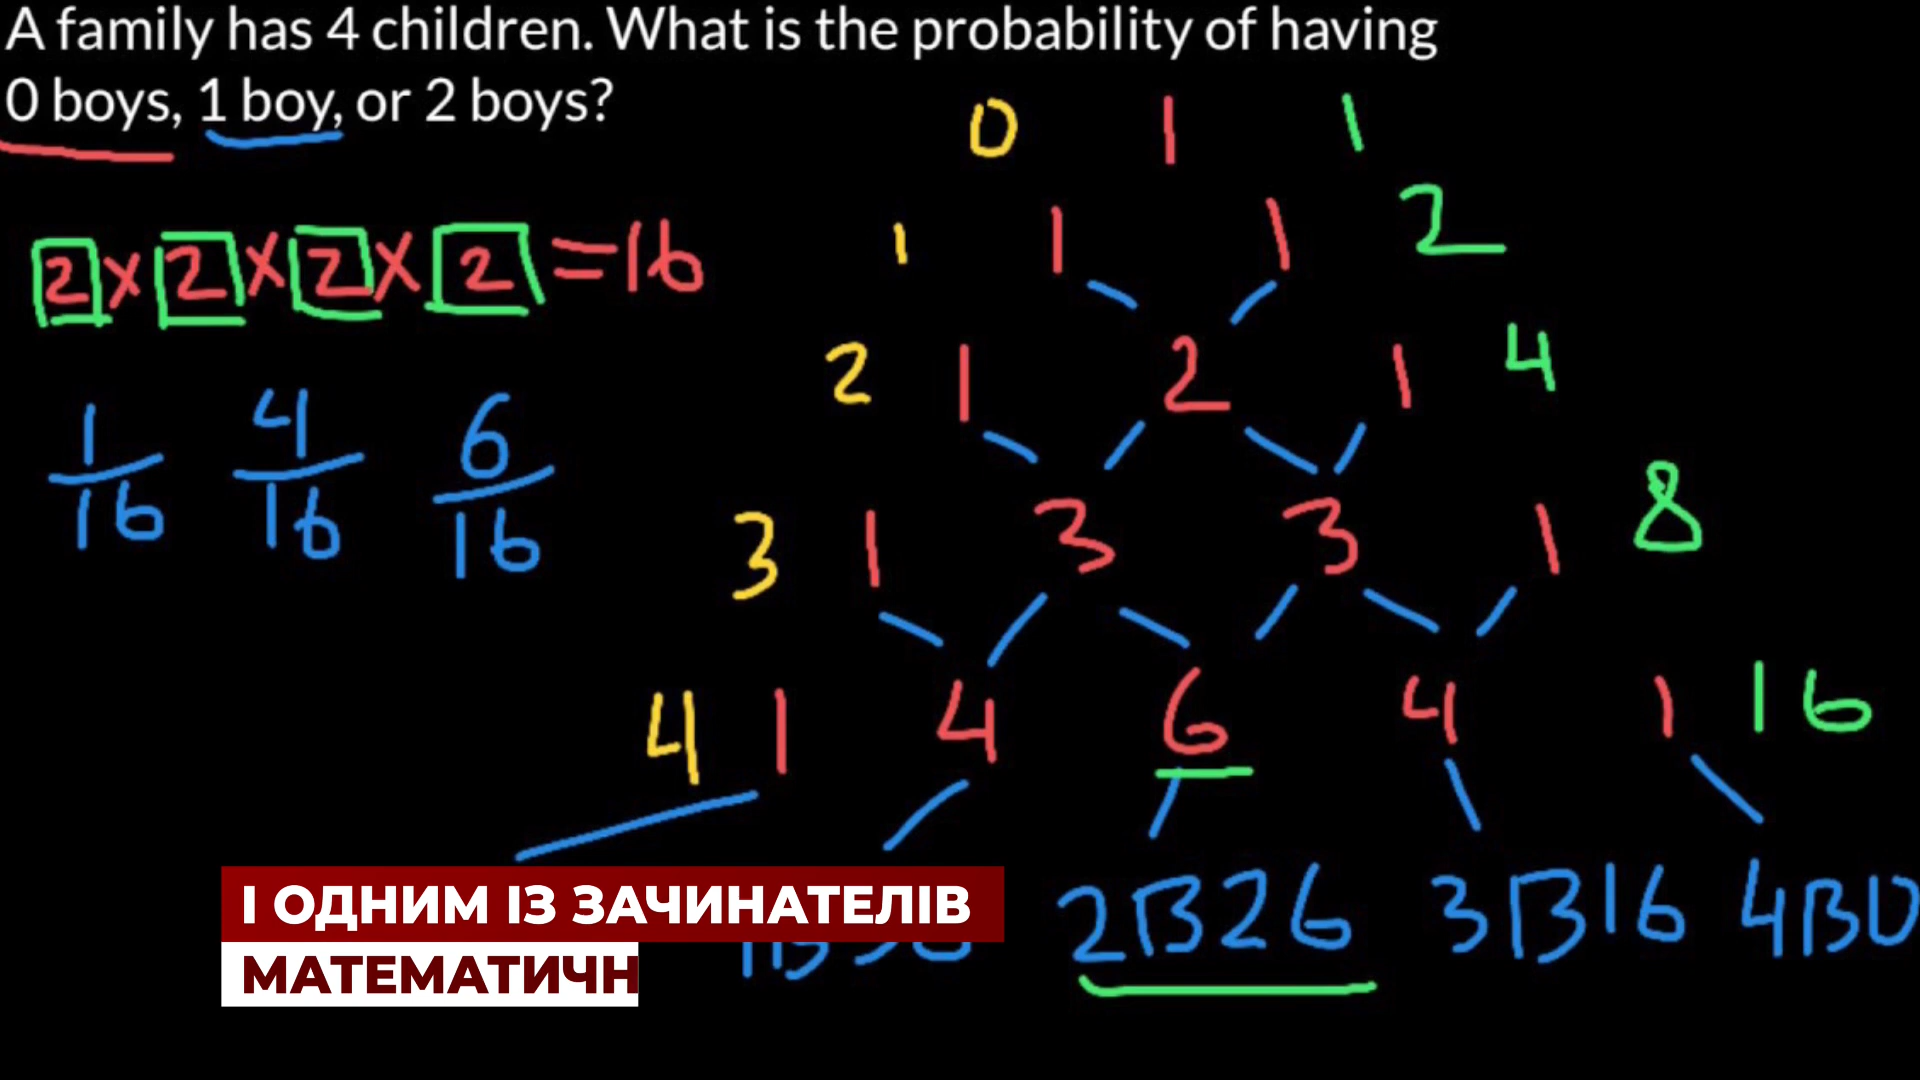 A family has 4 children. What is the probability of having
0 boys, 1 boy, or 2 boys?
0 1 1
1 1 1 2
2 x 2 x 2 x 2 = 16
2 1 2 1 4
1/16 4/16 6/16
3 1 3 3 1 8
4 1 4 6 4 1 16
2B2G 3B1G 4B0
І ОДНИМ ІЗ ЗАЧИНАТЕЛІВ
МАТЕМАТИЧН